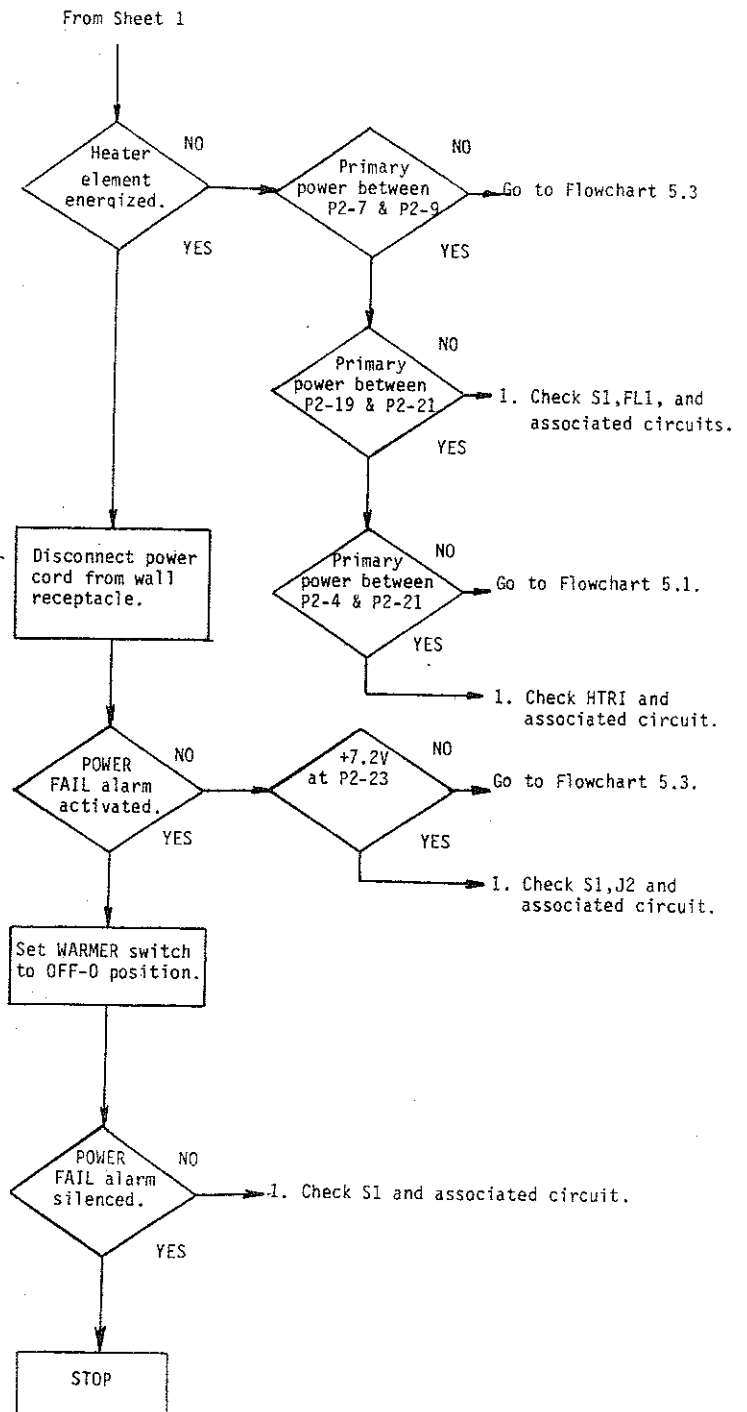 From Sheet 1
Heater
element
energized.
NO
YES
Primary
power between
P2-7 & P2-9
NO
Go to Flowchart 5.3
YES
Primary
power between
P2-19 & P2-21
NO
1. Check S1,FL1, and
associated circuits.
YES
Disconnect power
cord from wall
receptacle.
Primary
power between
P2-4 & P2-21
NO
Go to Flowchart 5.1.
YES
1. Check HTRI and
associated circuit.
POWER
FAIL alarm
activated.
NO
YES
+7.2V
at P2-23
NO
Go to Flowchart 5.3.
YES
1. Check S1,J2 and
associated circuit.
Set WARMER switch
to OFF-O position.
POWER
FAIL alarm
silenced.
NO
1. Check S1 and associated circuit.
YES
STOP